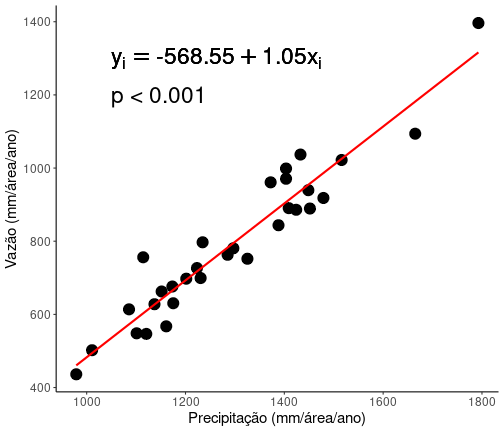 yi = -568.55 + 1.05xi
p < 0.001
1400
1200
1000
800
600
400
Vazão (mm/área/ano)
1000
1200
1400
1600
1800
Precipitação (mm/área/ano)